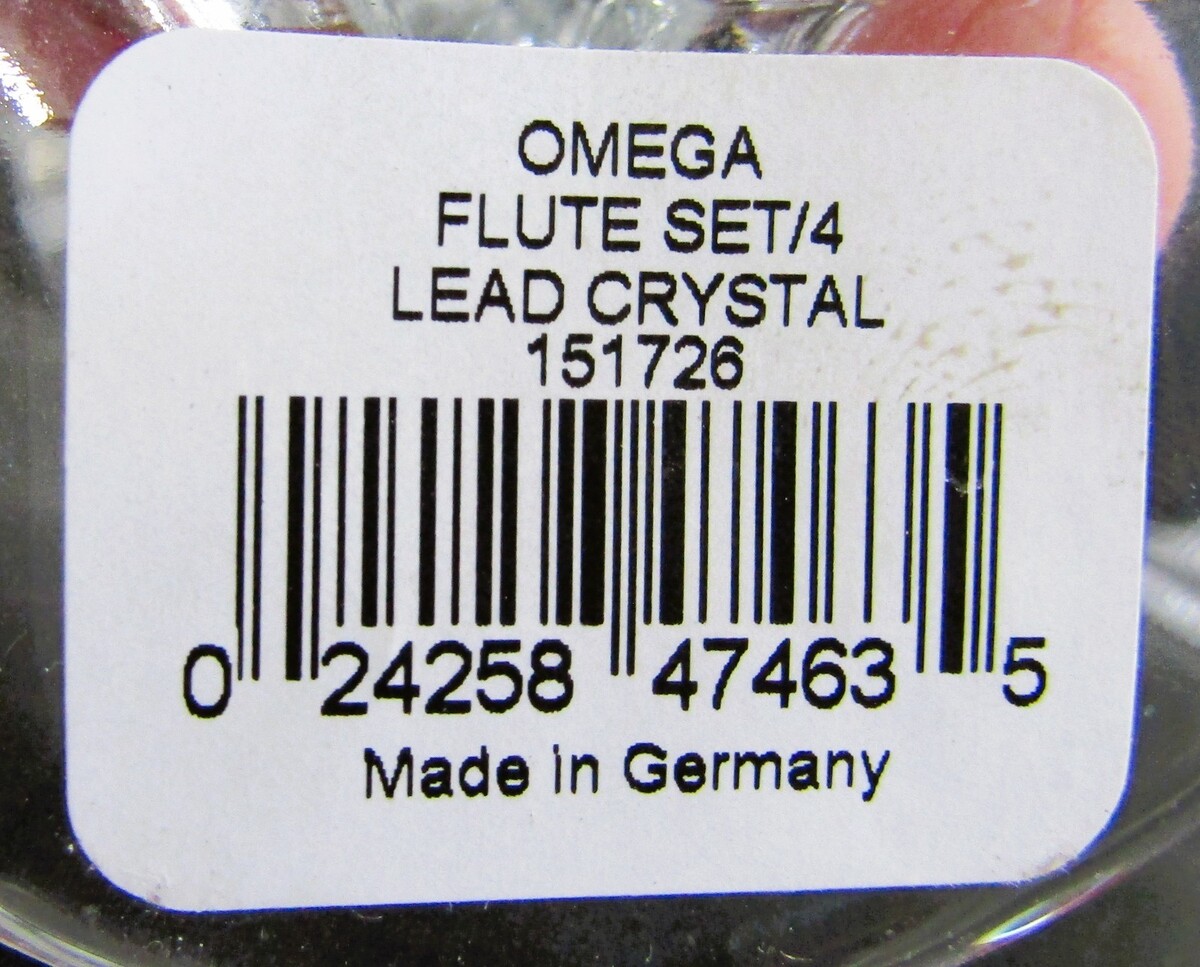 OMEGA
FLUTE SET/4
LEAD CRYSTAL
151726
0 24258 47463 5
Made in Germany